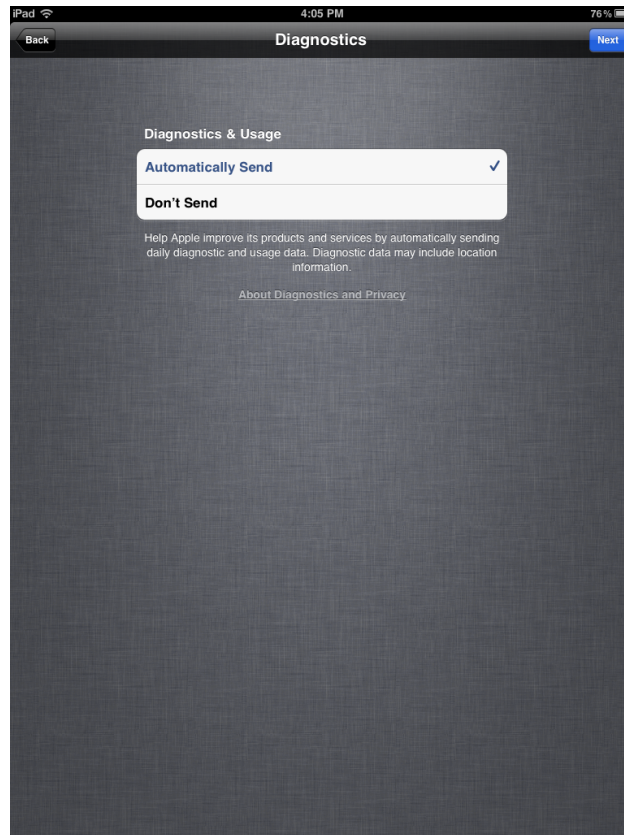 iPad 4:05 PM 76%
Back Diagnostics Next
Diagnostics & Usage
Automatically Send
Don't Send
Help Apple improve its products and services by automatically sending
daily diagnostic and usage data. Diagnostic data may include location
information.
About Diagnostics and Privacy